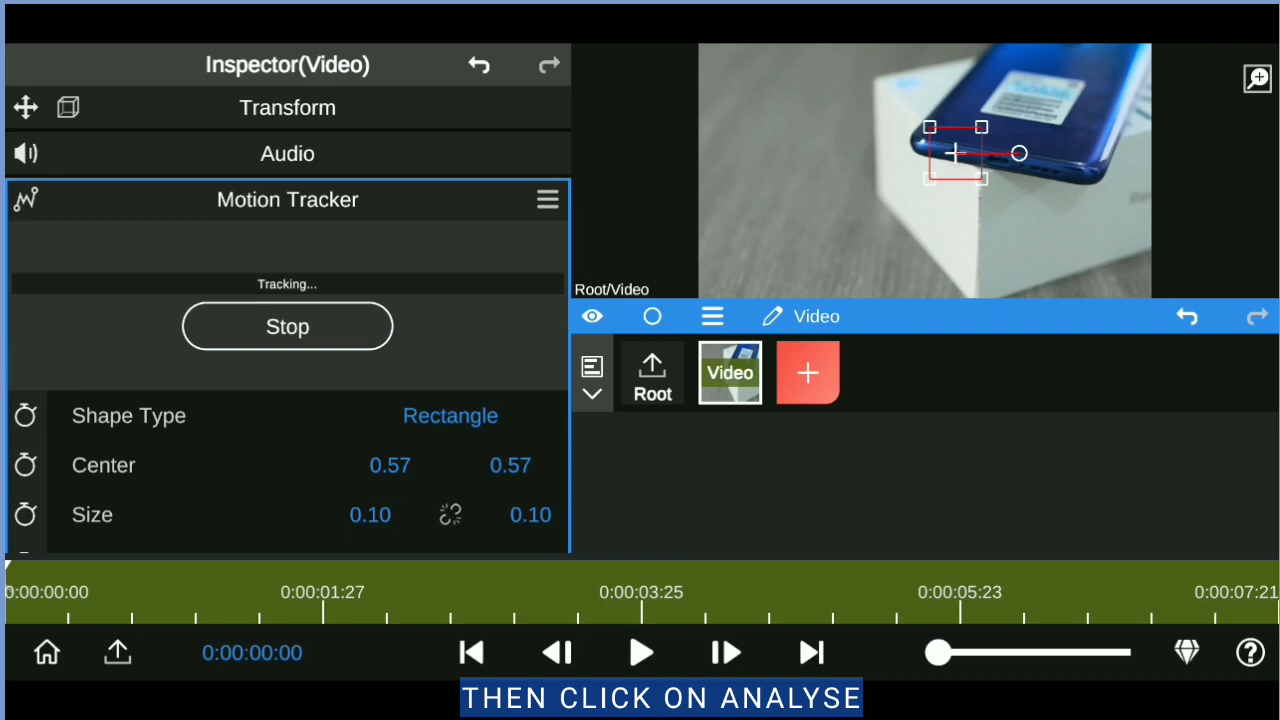 Inspector(Video)
Transform
Audio
Motion Tracker
Tracking...
Stop
Shape Type Rectangle
Center 0.57 0.57
Size 0.10 0.10
Root/Video
Video
Root
Video
0:00:00:00 0:00:01:27 0:00:03:25 0:00:05:23 0:00:07:21
0:00:00:00
THEN CLICK ON ANALYSE